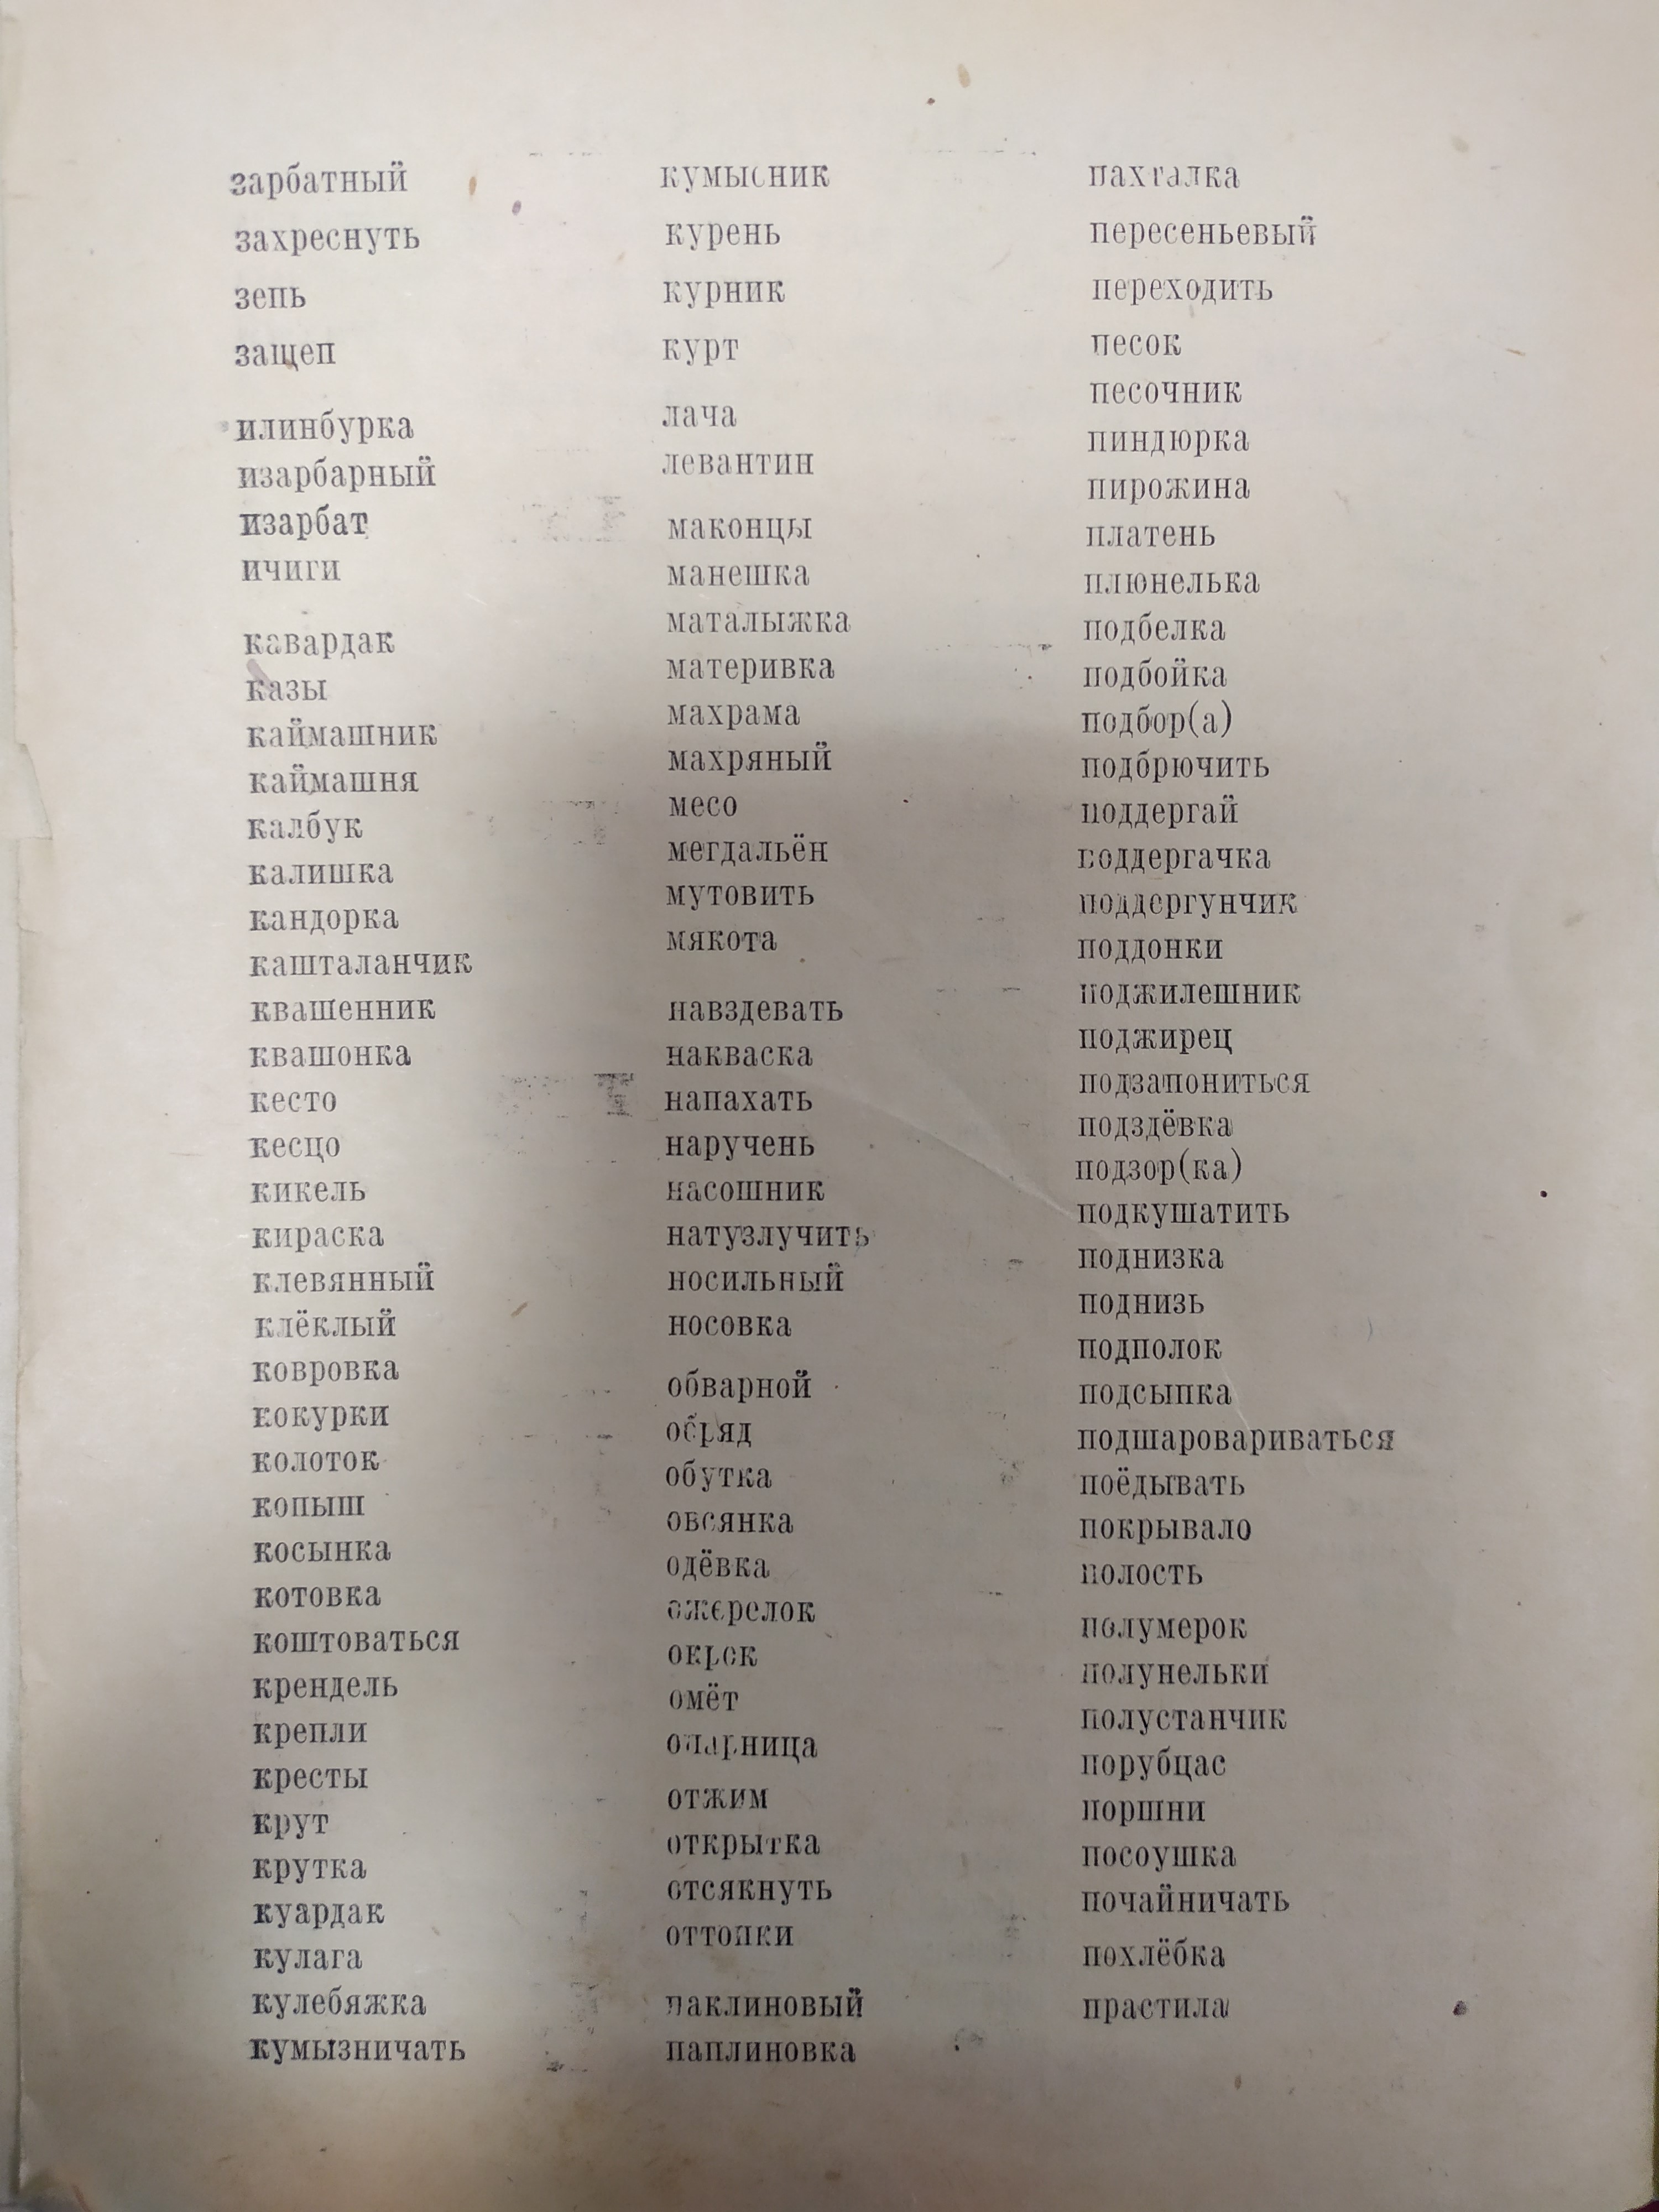 зарбатный
захреснуть
зепь
защеп
илинбурка
изарбарный
изарбат
ичиги
кавардак
казы
каймашник
каймашня
калбук
калишка
кандорка
кашталанчик
квашенник
квашонка
кесто
кесцо
кикель
кираска
клевянный
клёклый
ковровка
кокурки
колоток
копыш
косынка
котовка
коштоваться
крендель
крепли
кресты
крут
крутка
куардак
кулага
кулебяжка
кумызничать
кумысник
курень
курник
курт
лача
левантин
маконцы
манешка
маталыжка
материвка
махрама
махряный
месо
мегдальён
мутовить
мякота
навздевать
накваска
напахать
наручень
насошник
натузлучить
носильный
носовка
обварной
обряд
обутка
овсянка
одёвка
ожерелок
омёт
опарница
отжим
открытка
отсякнуть
оттопки
паклиновый
паплиновка
пахталка
пересеньевый
переходить
песок
песочник
пиндюрка
пирожина
платень
плюнелька
подбелка
подбойка
подбор(а)
подбрючить
поддергай
поддергачка
поддергунчик
поддонки
поджилешник
поджирец
подзапониться
подздёвка
подзор(ка)
подкушатить
поднизка
поднизь
подполок
подсыпка
подшаровариваться
поёдывать
покрывало
полость
полумерок
полунельки
полустанчик
порубцас
поршни
посоушка
почайничать
похлёбка
прастила